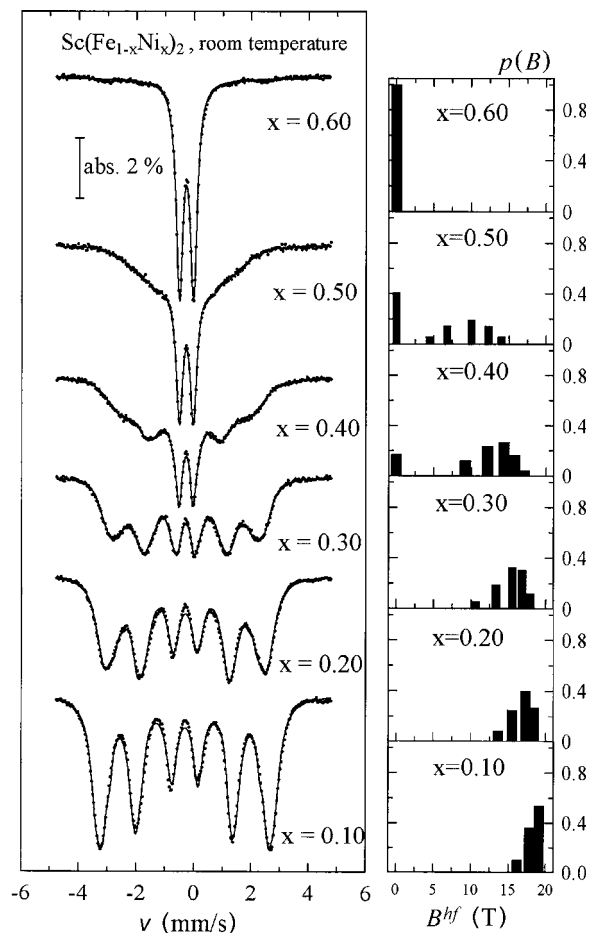 Sc(Fe1-xNix)2 , room temperature
abs. 2 %
x = 0.60
x = 0.50
x = 0.40
x = 0.30
x = 0.20
x = 0.10
-6 -4 -2 0 2 4 6
v (mm/s)
p(B)
x=0.60
0.8
0.4
0
x=0.50
0.8
0.4
0
x=0.40
0.8
0.4
0
x=0.30
0.8
0.4
0
x=0.20
0.8
0.4
0
x=0.10
0.8
0.4
0.0
0 5 10 15 20
Bhf (T)